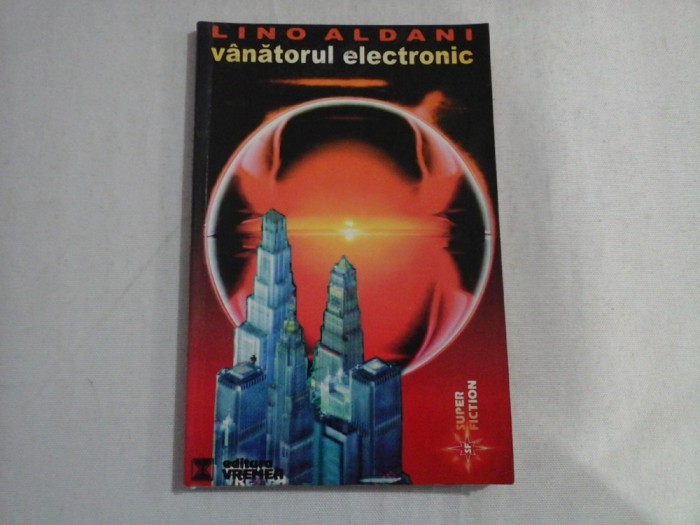 LINO ALDANI
vânătorul electronic
SUPER
FICTION
SF
editura
VREMEA